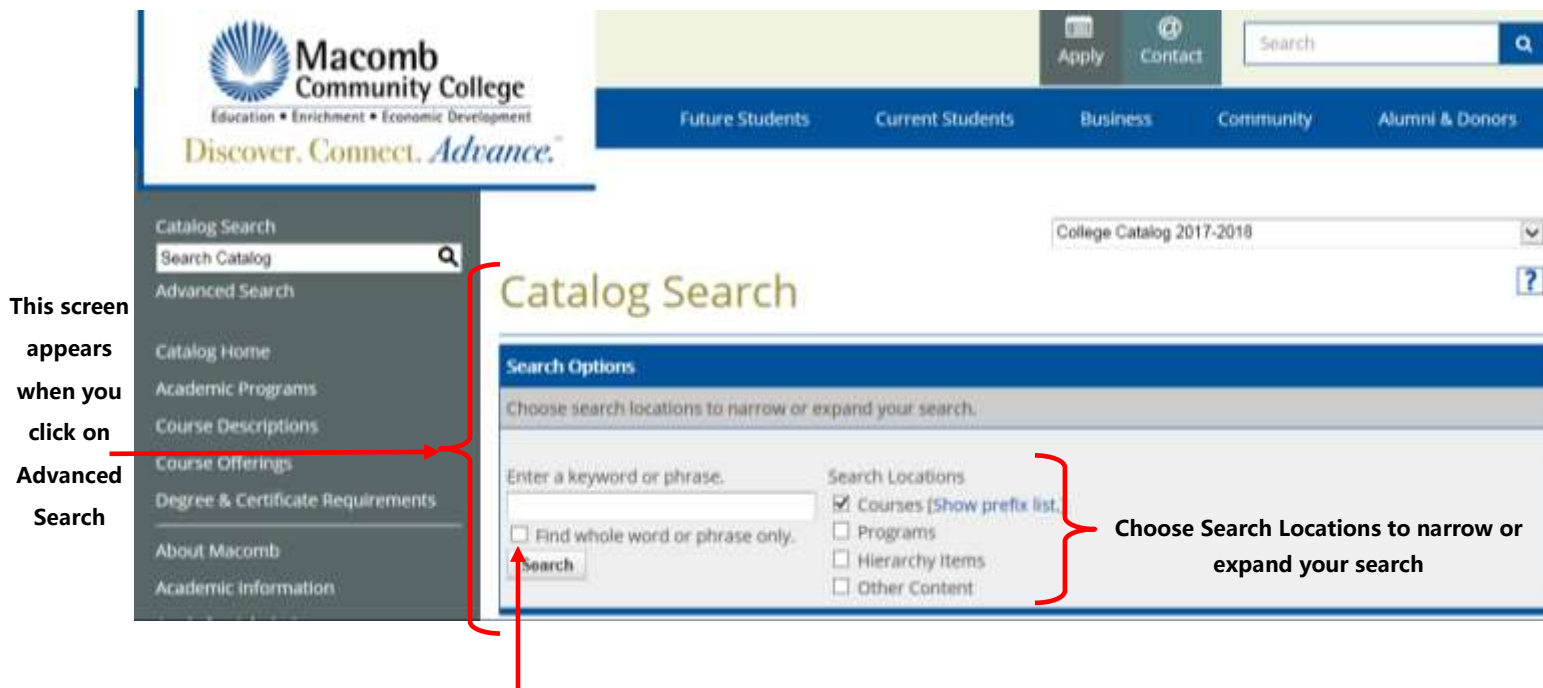 Macomb
Community College
Education • Enrichment • Economic Development
Discover. Connect. Advance.
Apply
Contact
Search
Future Students
Current Students
Business
Community
Alumni & Donors
Catalog Search
Search Catalog
Advanced Search
Catalog Home
Academic Programs
Course Descriptions
Course Offerings
Degree & Certificate Requirements
About Macomb
Academic Information
College Catalog 2017-2018
?
Catalog Search
Search Options
Choose search locations to narrow or expand your search.
Enter a keyword or phrase.
Find whole word or phrase only.
Search
Search Locations
Courses [Show prefix list.]
Programs
Hierarchy Items
Other Content
This screen
appears
when you
click on
Advanced
Search
Choose Search Locations to narrow or
expand your search